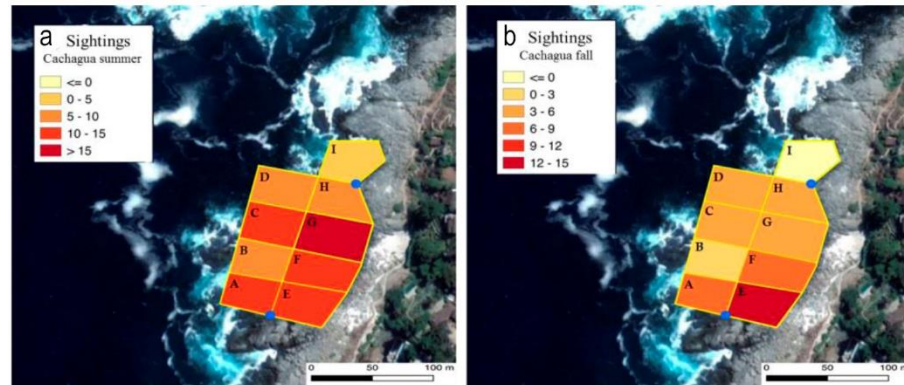 a
Sightings
Cachagua summer
<= 0
0 - 5
5 - 10
10 - 15
> 15
I
D
H
C
G
B
F
A
E
0 50 100 m
b
Sightings
Cachagua fall
<= 0
0 - 3
3 - 6
6 - 9
9 - 12
12 - 15
I
D
H
C
G
B
F
A
E
0 50 100 m